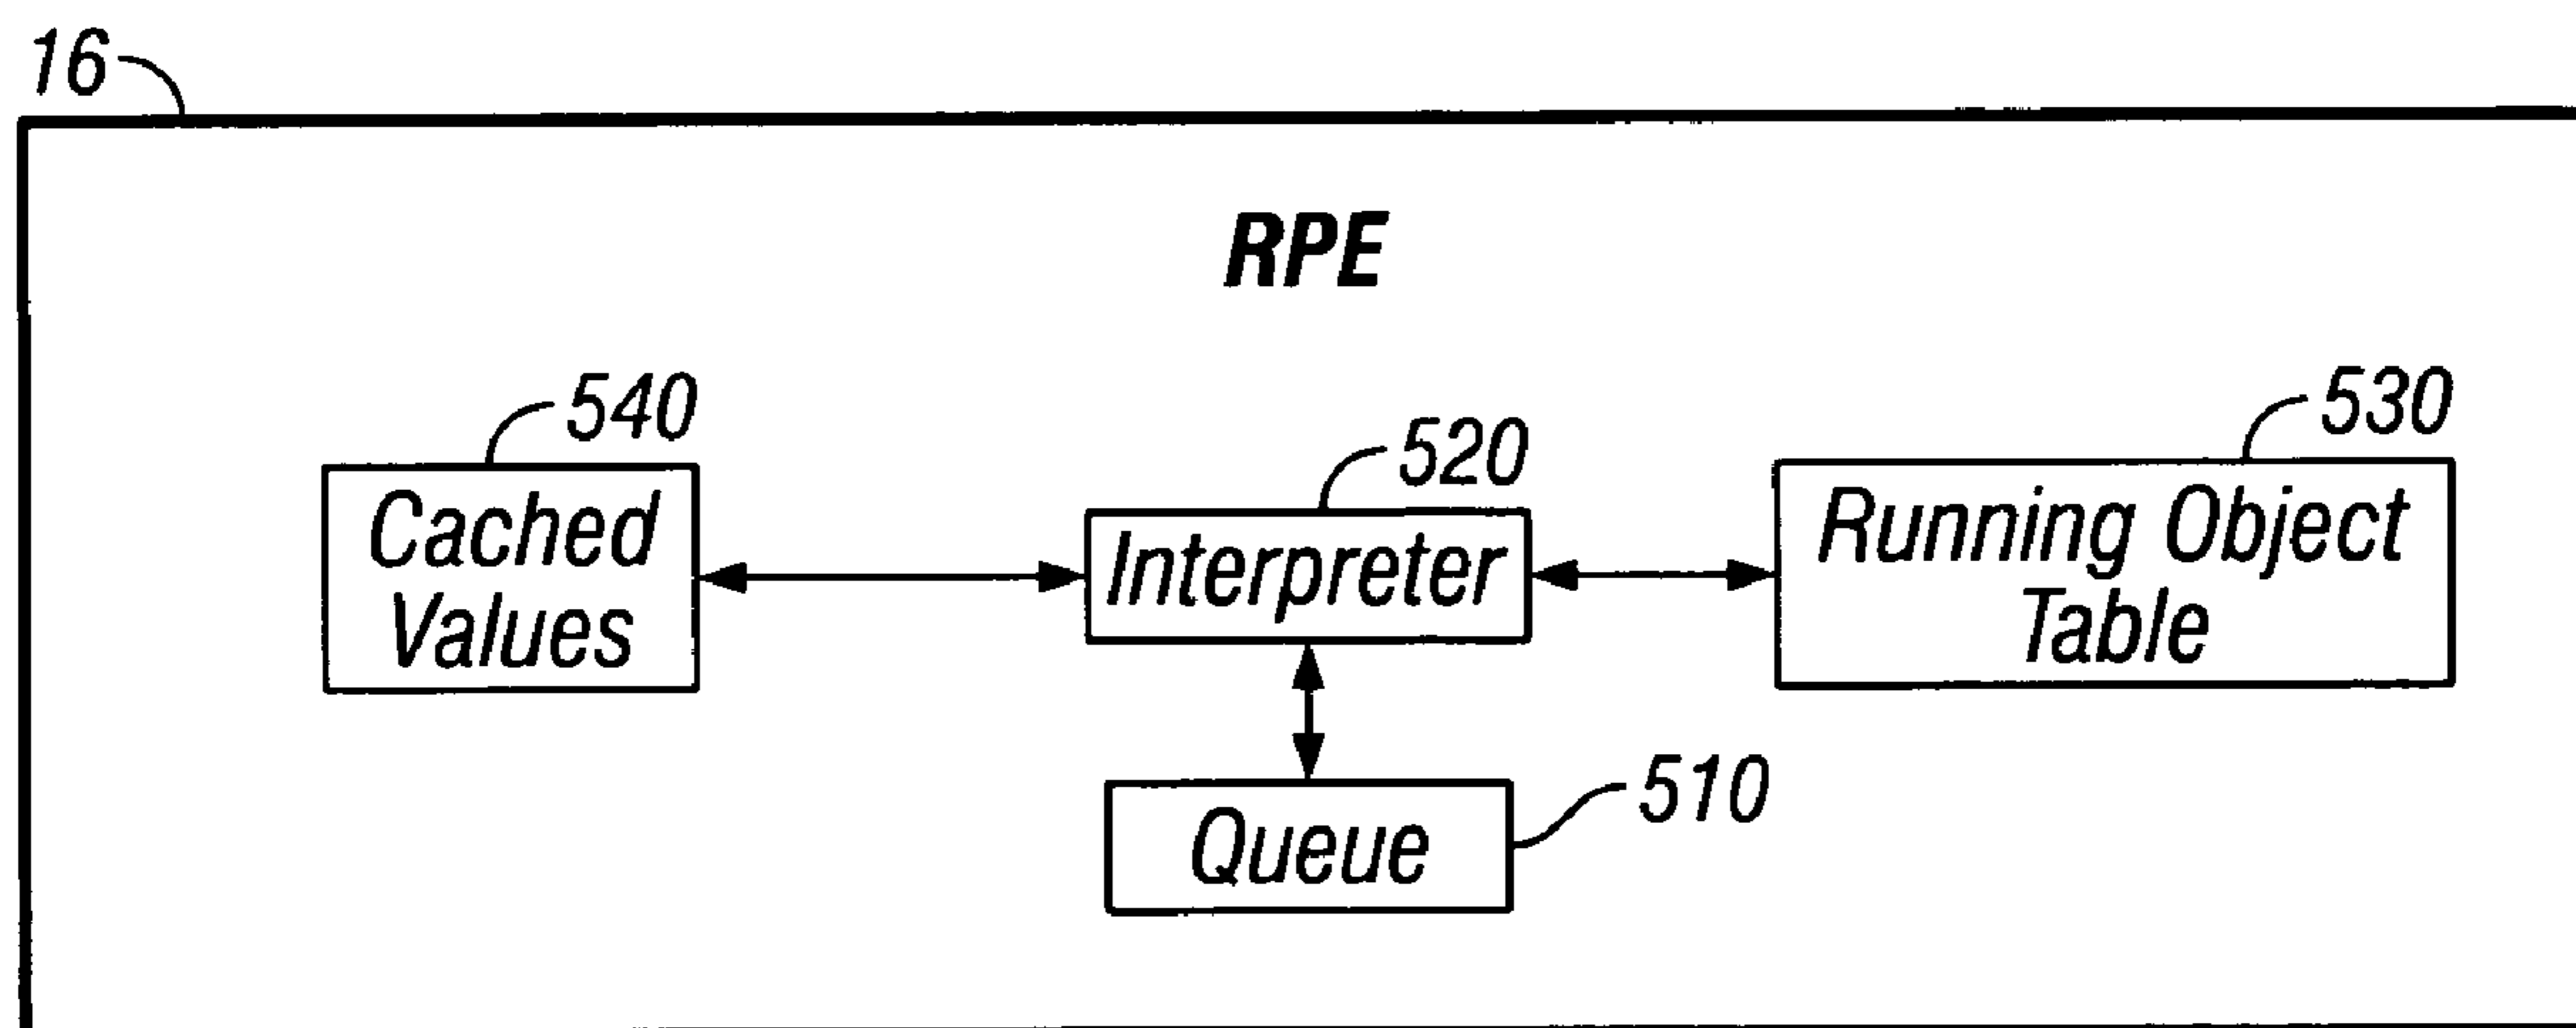 16
RPE
540
520
530
Cached
Values
Interpreter
Running Object
Table
510
Queue